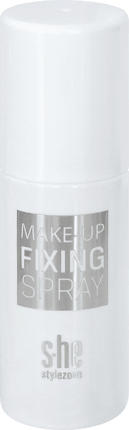 MAKE-UP
FIXING
SPRAY
s·he
stylezone